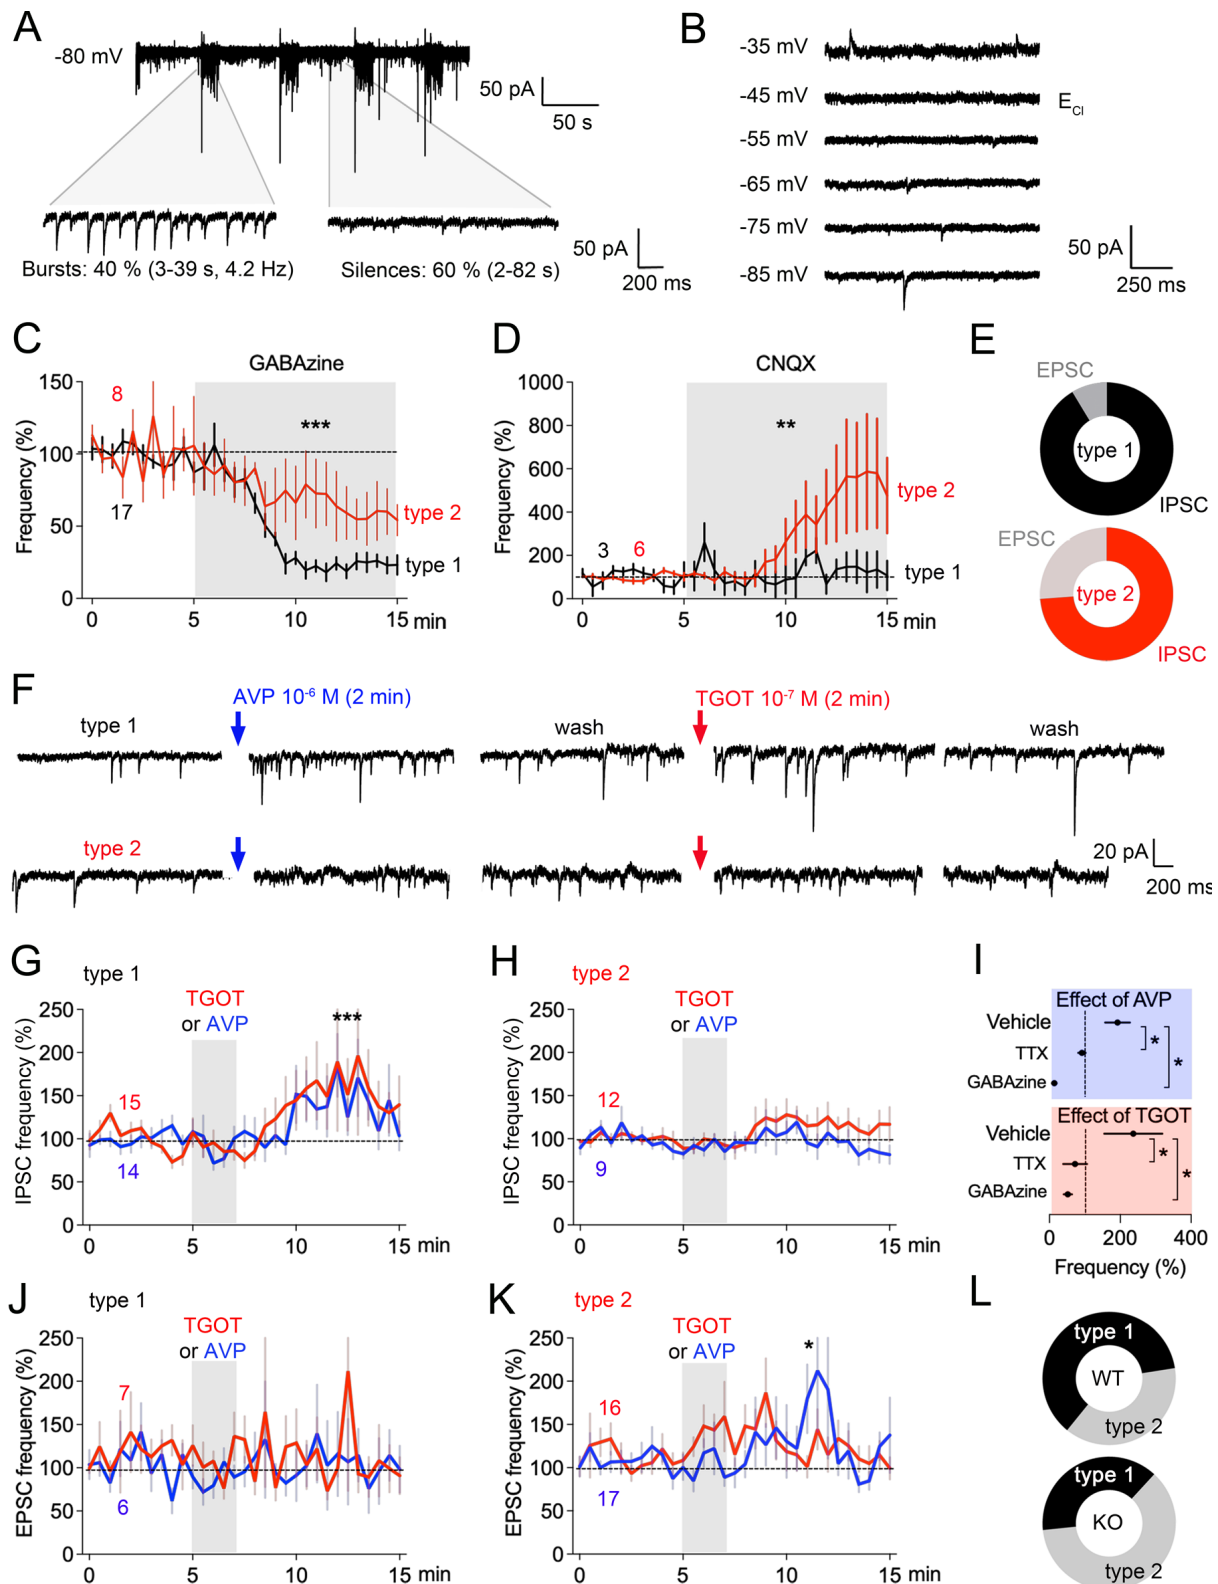 A
-80 mV
50 pA
50 s
Bursts: 40 % (3-39 s, 4.2 Hz)
Silences: 60 % (2-82 s)
50 pA
200 ms
B
-35 mV
-45 mV
E_Cl
-55 mV
-65 mV
-75 mV
-85 mV
50 pA
250 ms
C
GABAzine
Frequency (%)
150
100
50
0
8
17
***
type 2
type 1
0
5
10
15
min
D
CNQX
Frequency (%)
1000
800
600
400
200
0
3
6
**
type 2
type 1
0
5
10
15
min
E
EPSC
type 1
IPSC
EPSC
type 2
IPSC
F
AVP 10⁻⁶ M (2 min)
TGOT 10⁻⁷ M (2 min)
type 1
wash
wash
type 2
20 pA
200 ms
G
type 1
TGOT
or AVP
IPSC frequency (%)
250
200
150
100
50
0
15
14
***
0
5
10
15
min
H
type 2
TGOT
or AVP
IPSC frequency (%)
250
200
150
100
50
0
12
9
0
5
10
15
min
I
Effect of AVP
Vehicle
TTX
GABAzine
*
*
Effect of TGOT
Vehicle
TTX
GABAzine
*
*
0
200
400
Frequency (%)
J
type 1
TGOT
or AVP
EPSC frequency (%)
250
200
150
100
50
0
7
6
0
5
10
15
min
K
type 2
TGOT
or AVP
EPSC frequency (%)
250
200
150
100
50
0
16
17
*
0
5
10
15
min
L
type 1
WT
type 2
type 1
KO
type 2